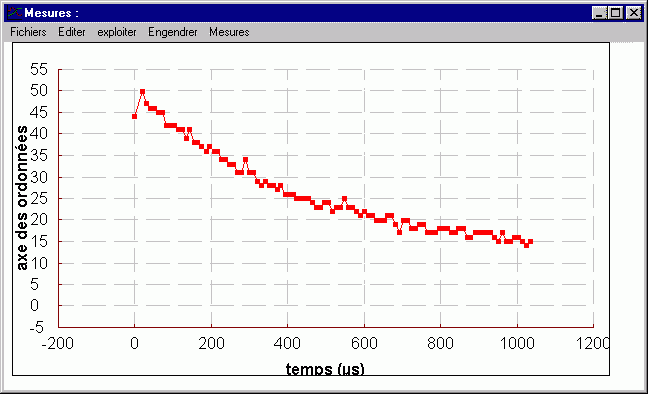 Mesures :
Fichiers Editer exploiter Engendrer Mesures
55
50
45
40
35
30
25
20
15
10
5
0
-5
axe des ordonnées
-200 0 200 400 600 800 1000 1200
temps (us)